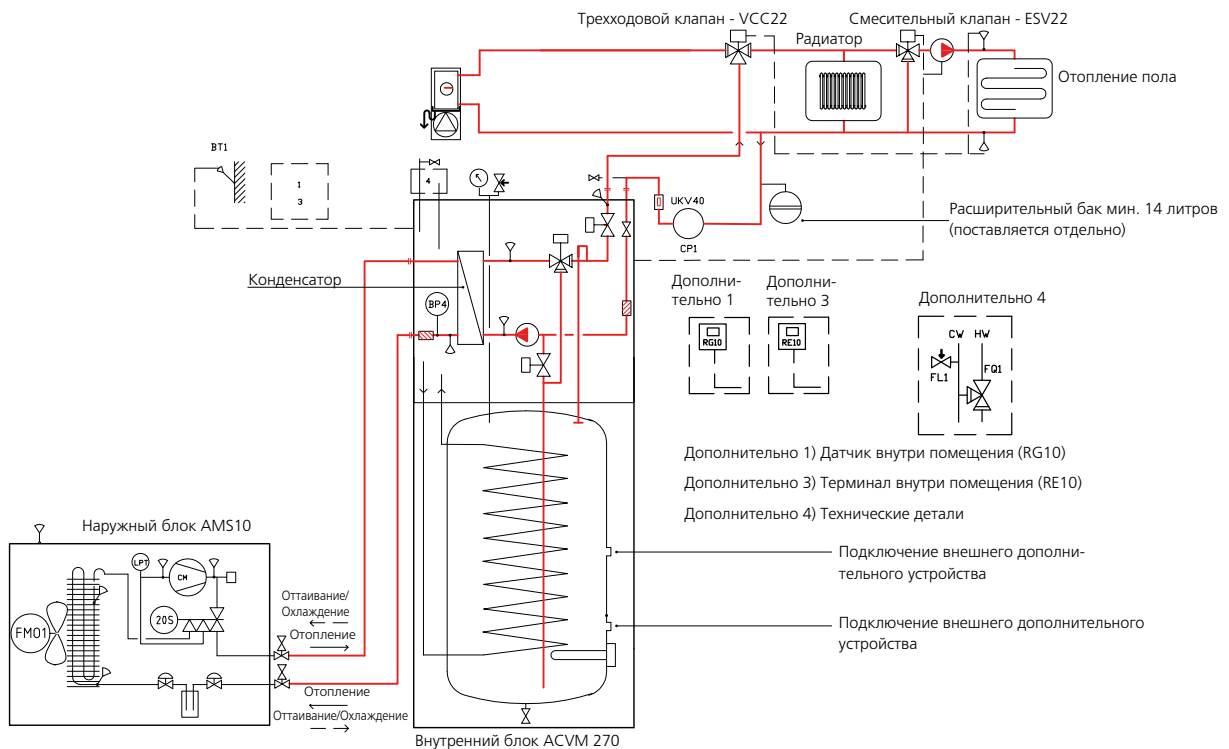 Трехходовой клапан - VCC22
Смесительный клапан - ESV22
Радиатор
Отопление пола
BT1
1
3
4
UKV40
CP1
Расширительный бак мин. 14 литров
(поставляется отдельно)
Конденсатор
BP4
Дополни-
тельно 1
RG10
Дополни-
тельно 3
RE10
Дополнительно 4
CW HW
FL1
FQ1
Дополнительно 1) Датчик внутри помещения (RG10)
Дополнительно 3) Терминал внутри помещения (RE10)
Дополнительно 4) Технические детали
Наружный блок AMS10
LPT
CM
20S
FM01
Оттаивание/
Охлаждение
Отопление
Отопление
Оттаивание/Охлаждение
Подключение внешнего дополни-
тельного устройства
Подключение внешнего дополнительного
устройства
Внутренний блок ACVM 270